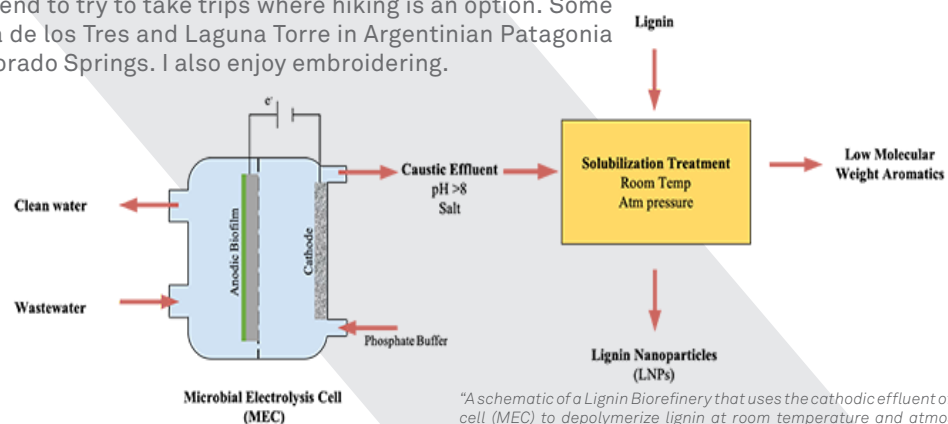 end to try to take trips where hiking is an option. Some
de los Tres and Laguna Torre in Argentinian Patagonia
orado Springs. I also enjoy embroidering.
Lignin
e-
Caustic Effluent
pH >8
Salt
Solubilization Treatment
Room Temp
Atm pressure
Low Molecular
Weight Aromatics
Clean water
Anodic Biofilm
Cathode
Wastewater
Phosphate Buffer
Lignin Nanoparticles
(LNPs)
Microbial Electrolysis Cell
(MEC)
"A schematic of a Lignin Biorefinery that uses the cathodic effluent o
cell (MEC) to depolymerize lignin at room temperature and atmo